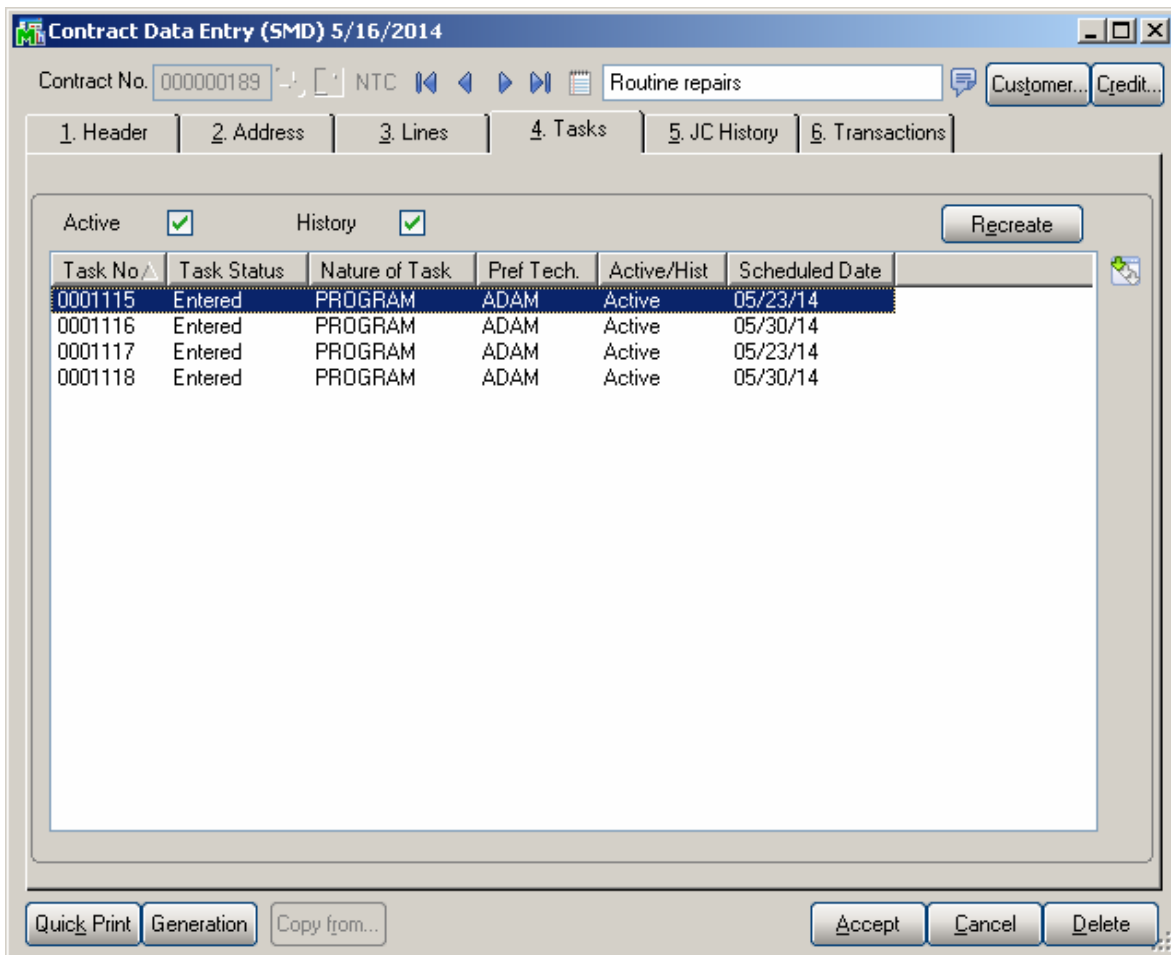 Contract Data Entry (SMD) 5/16/2014
Contract No. 000000189 NTC Routine repairs Customer... Credit...
1. Header 2. Address 3. Lines 4. Tasks 5. JC History 6. Transactions
Active History Recreate
Task No Task Status Nature of Task Pref Tech. Active/Hist Scheduled Date
0001115 Entered PROGRAM ADAM Active 05/23/14
0001116 Entered PROGRAM ADAM Active 05/30/14
0001117 Entered PROGRAM ADAM Active 05/23/14
0001118 Entered PROGRAM ADAM Active 05/30/14
Quick Print Generation Copy from... Accept Cancel Delete